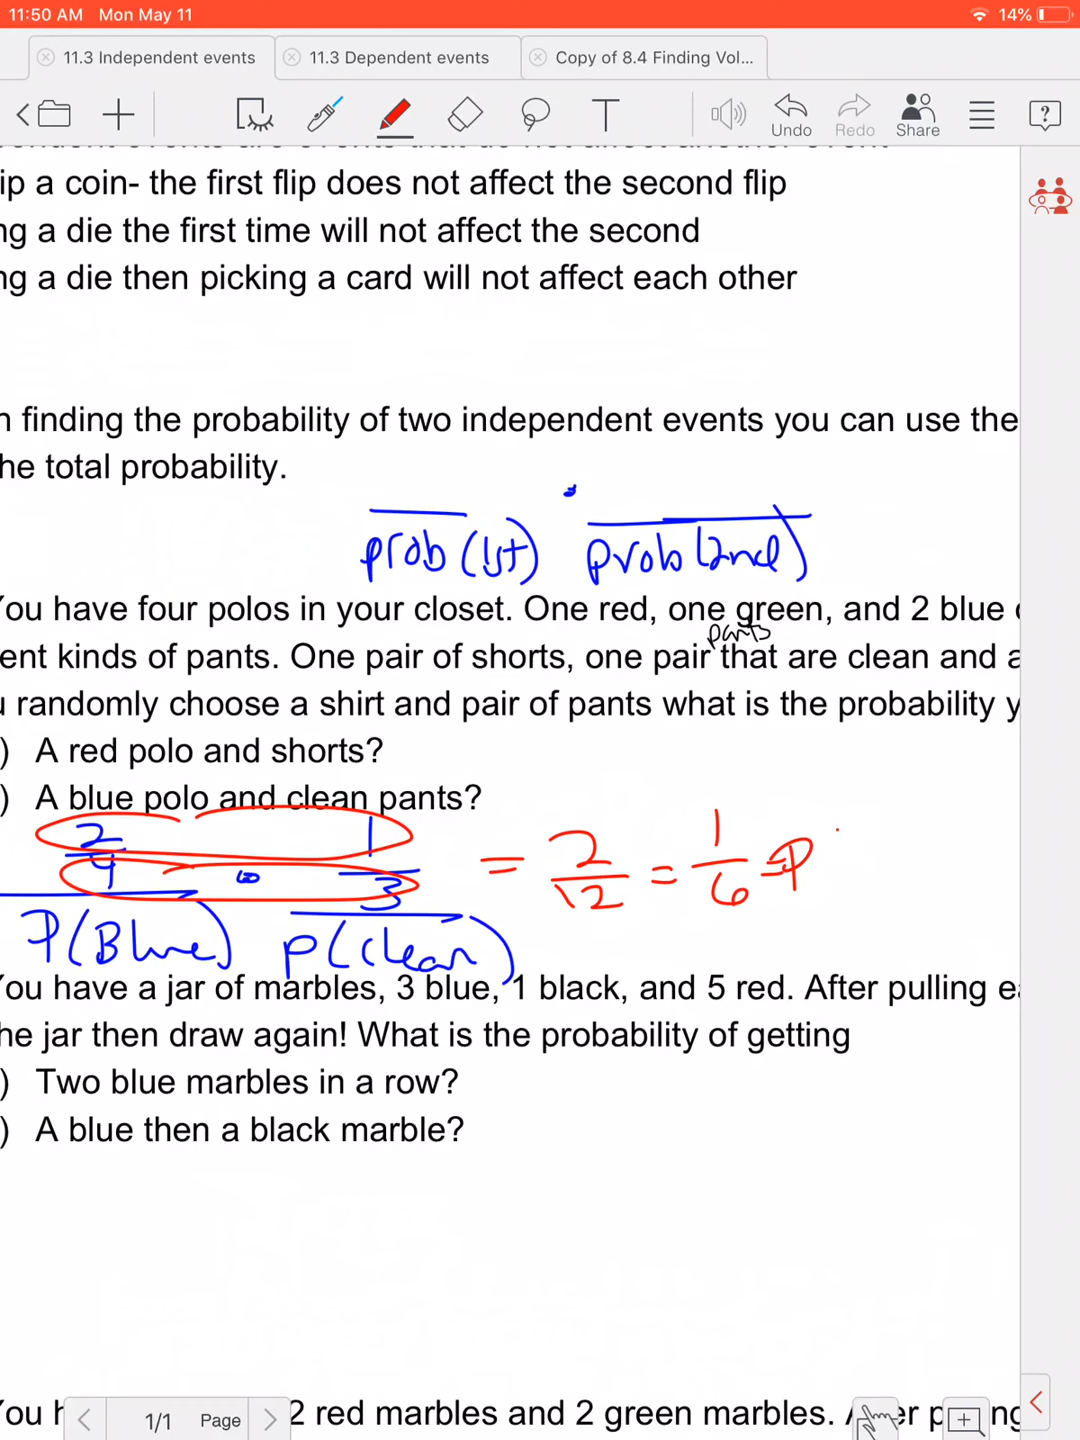 11:50 AM Mon May 11 14%
11.3 Independent events 11.3 Dependent events Copy of 8.4 Finding Vol...
T Undo Redo Share ?
ip a coin- the first flip does not affect the second flip
ng a die the first time will not affect the second
ng a die then picking a card will not affect each other
n finding the probability of two independent events you can use the
he total probability.
prob (1st) · prob (2nd)
You have four polos in your closet. One red, one green, and 2 blue
pants
ent kinds of pants. One pair of shorts, one pair that are clean and a
u randomly choose a shirt and pair of pants what is the probability y
) A red polo and shorts?
) A blue polo and clean pants?
2/4 · 1/3 = 2/12 = 1/6 = P
P(Blue) P(clean)
You have a jar of marbles, 3 blue, 1 black, and 5 red. After pulling ea
he jar then draw again! What is the probability of getting
) Two blue marbles in a row?
) A blue then a black marble?
1/1 Page
2 red marbles and 2 green marbles.